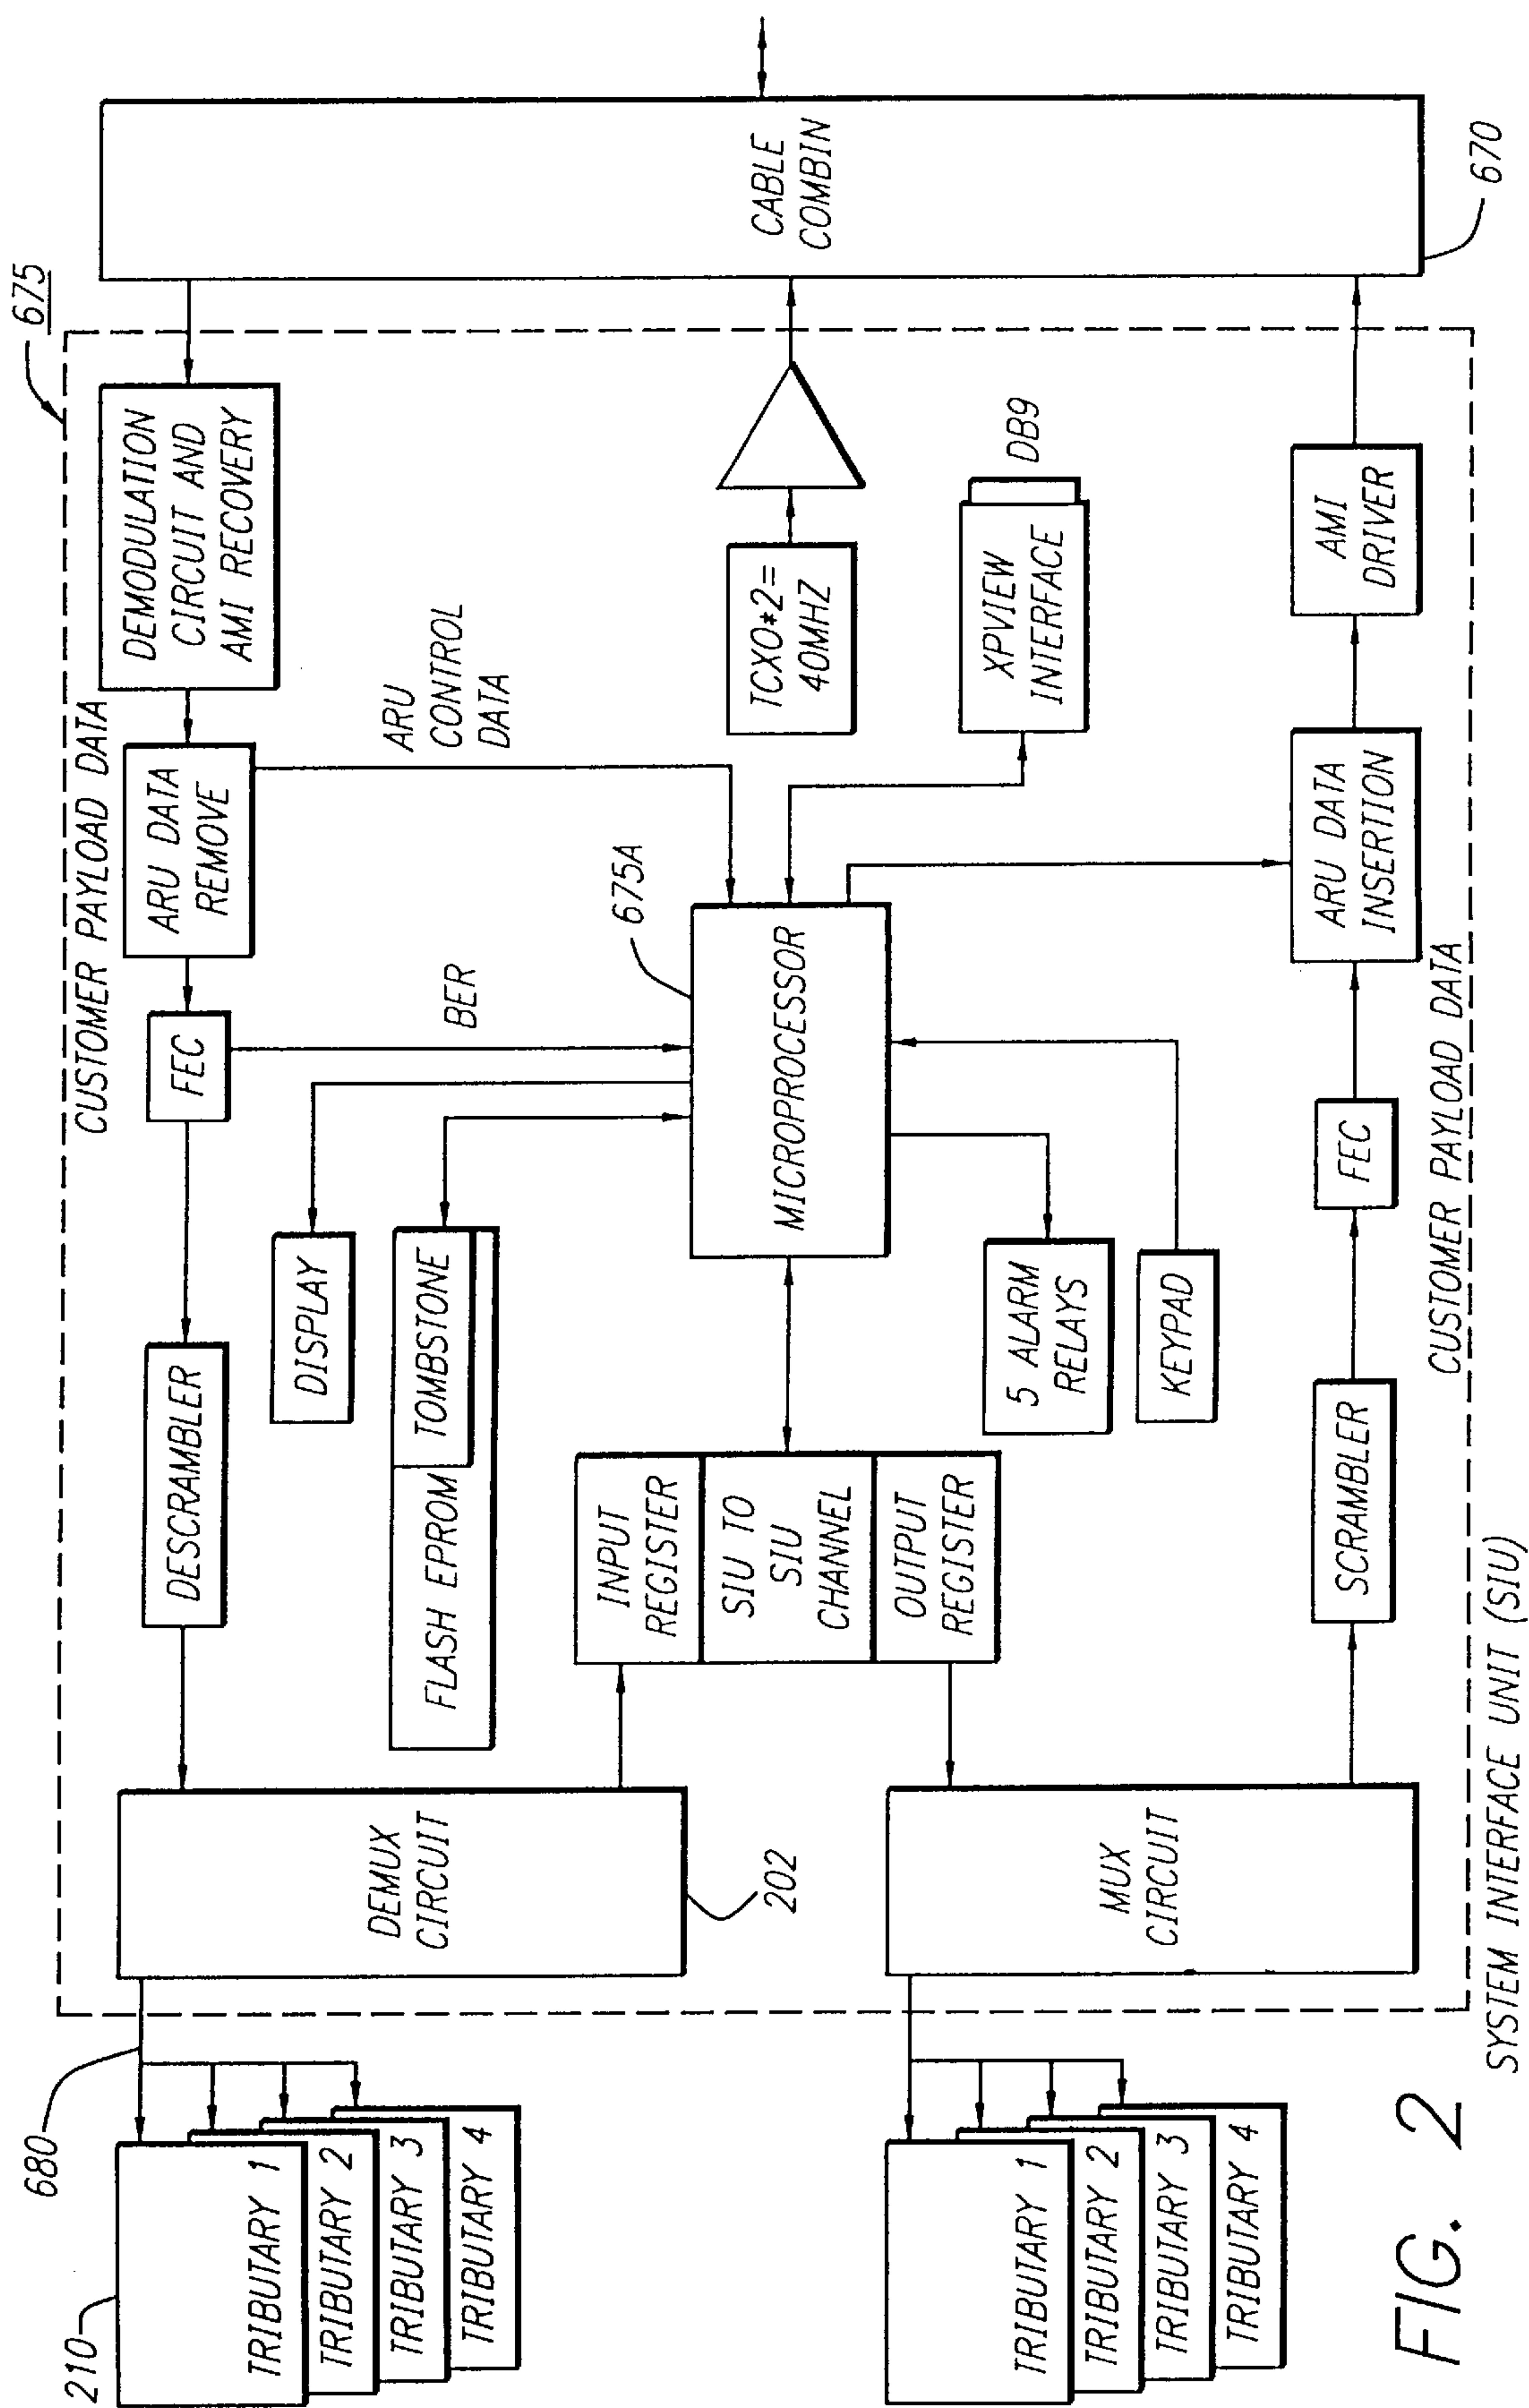 675
CUSTOMER PAYLOAD DATA
DEMODULATION
CIRCUIT AND
AMI RECOVERY
ARU DATA
REMOVE
FEC
DESCRAMBLER
ARU
CONTROL
DATA
BER
DISPLAY
FLASH EPROM
TOMBSTONE
CABLE
COMBIN
670
TCXO*2=
40MHZ
XPVIEW
INTERFACE
DB9
675A
MICROPROCESSOR
INPUT
REGISTER
SIU TO
SIU
CHANNEL
OUTPUT
REGISTER
5 ALARM
RELAYS
KEYPAD
DEMUX
CIRCUIT
202
MUX
CIRCUIT
SCRAMBLER
FEC
ARU DATA
INSERTION
AMI
DRIVER
CUSTOMER PAYLOAD DATA
680
210
TRIBUTARY 1
TRIBUTARY 2
TRIBUTARY 3
TRIBUTARY 4
TRIBUTARY 1
TRIBUTARY 2
TRIBUTARY 3
TRIBUTARY 4
SYSTEM INTERFACE UNIT (SIU)
FIG. 2